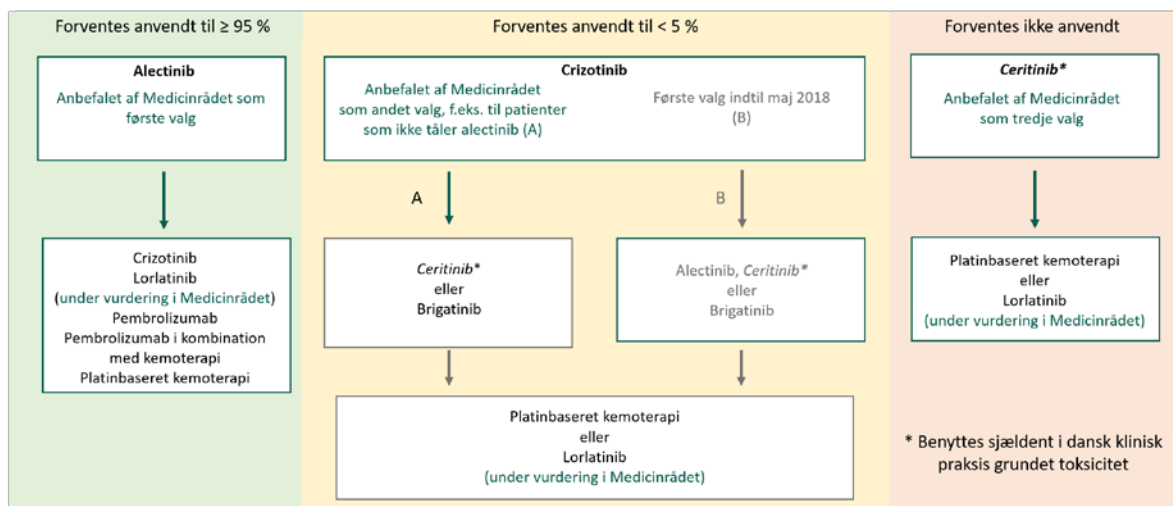 Forventes anvendt til ≥ 95 %
Alectinib
Anbefalet af Medicinrådet som
første valg
Crizotinib
Lorlatinib
(under vurdering i Medicinrådet)
Pembrolizumab
Pembrolizumab i kombination
med kemoterapi
Platinbaseret kemoterapi
Forventes anvendt til < 5 %
Crizotinib
Anbefalet af Medicinrådet
som andet valg, f.eks. til patienter
som ikke tåler alectinib (A)
Første valg indtil maj 2018
(B)
A
B
Ceritinib*
eller
Brigatinib
Alectinib, Ceritinib*
eller
Brigatinib
Platinbaseret kemoterapi
eller
Lorlatinib
(under vurdering i Medicinrådet)
Forventes ikke anvendt
Ceritinib*
Anbefalet af Medicinrådet
som tredje valg
Platinbaseret kemoterapi
eller
Lorlatinib
(under vurdering i Medicinrådet)
* Benyttes sjældent i dansk klinisk
praksis grundet toksicitet